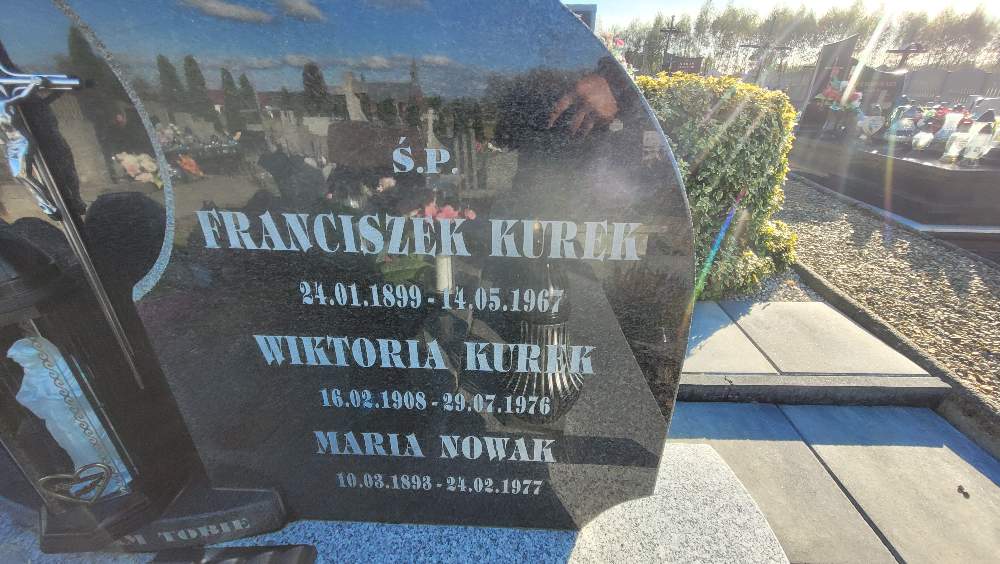 Ś.P.
FRANCISZEK KUREK
24.01.1899 - 14.05.1967
WIKTORIA KUREK
16.02.1908 - 29.07.1976
MARIA NOWAK
10.03.1893 - 24.02.1977
M TOBIE